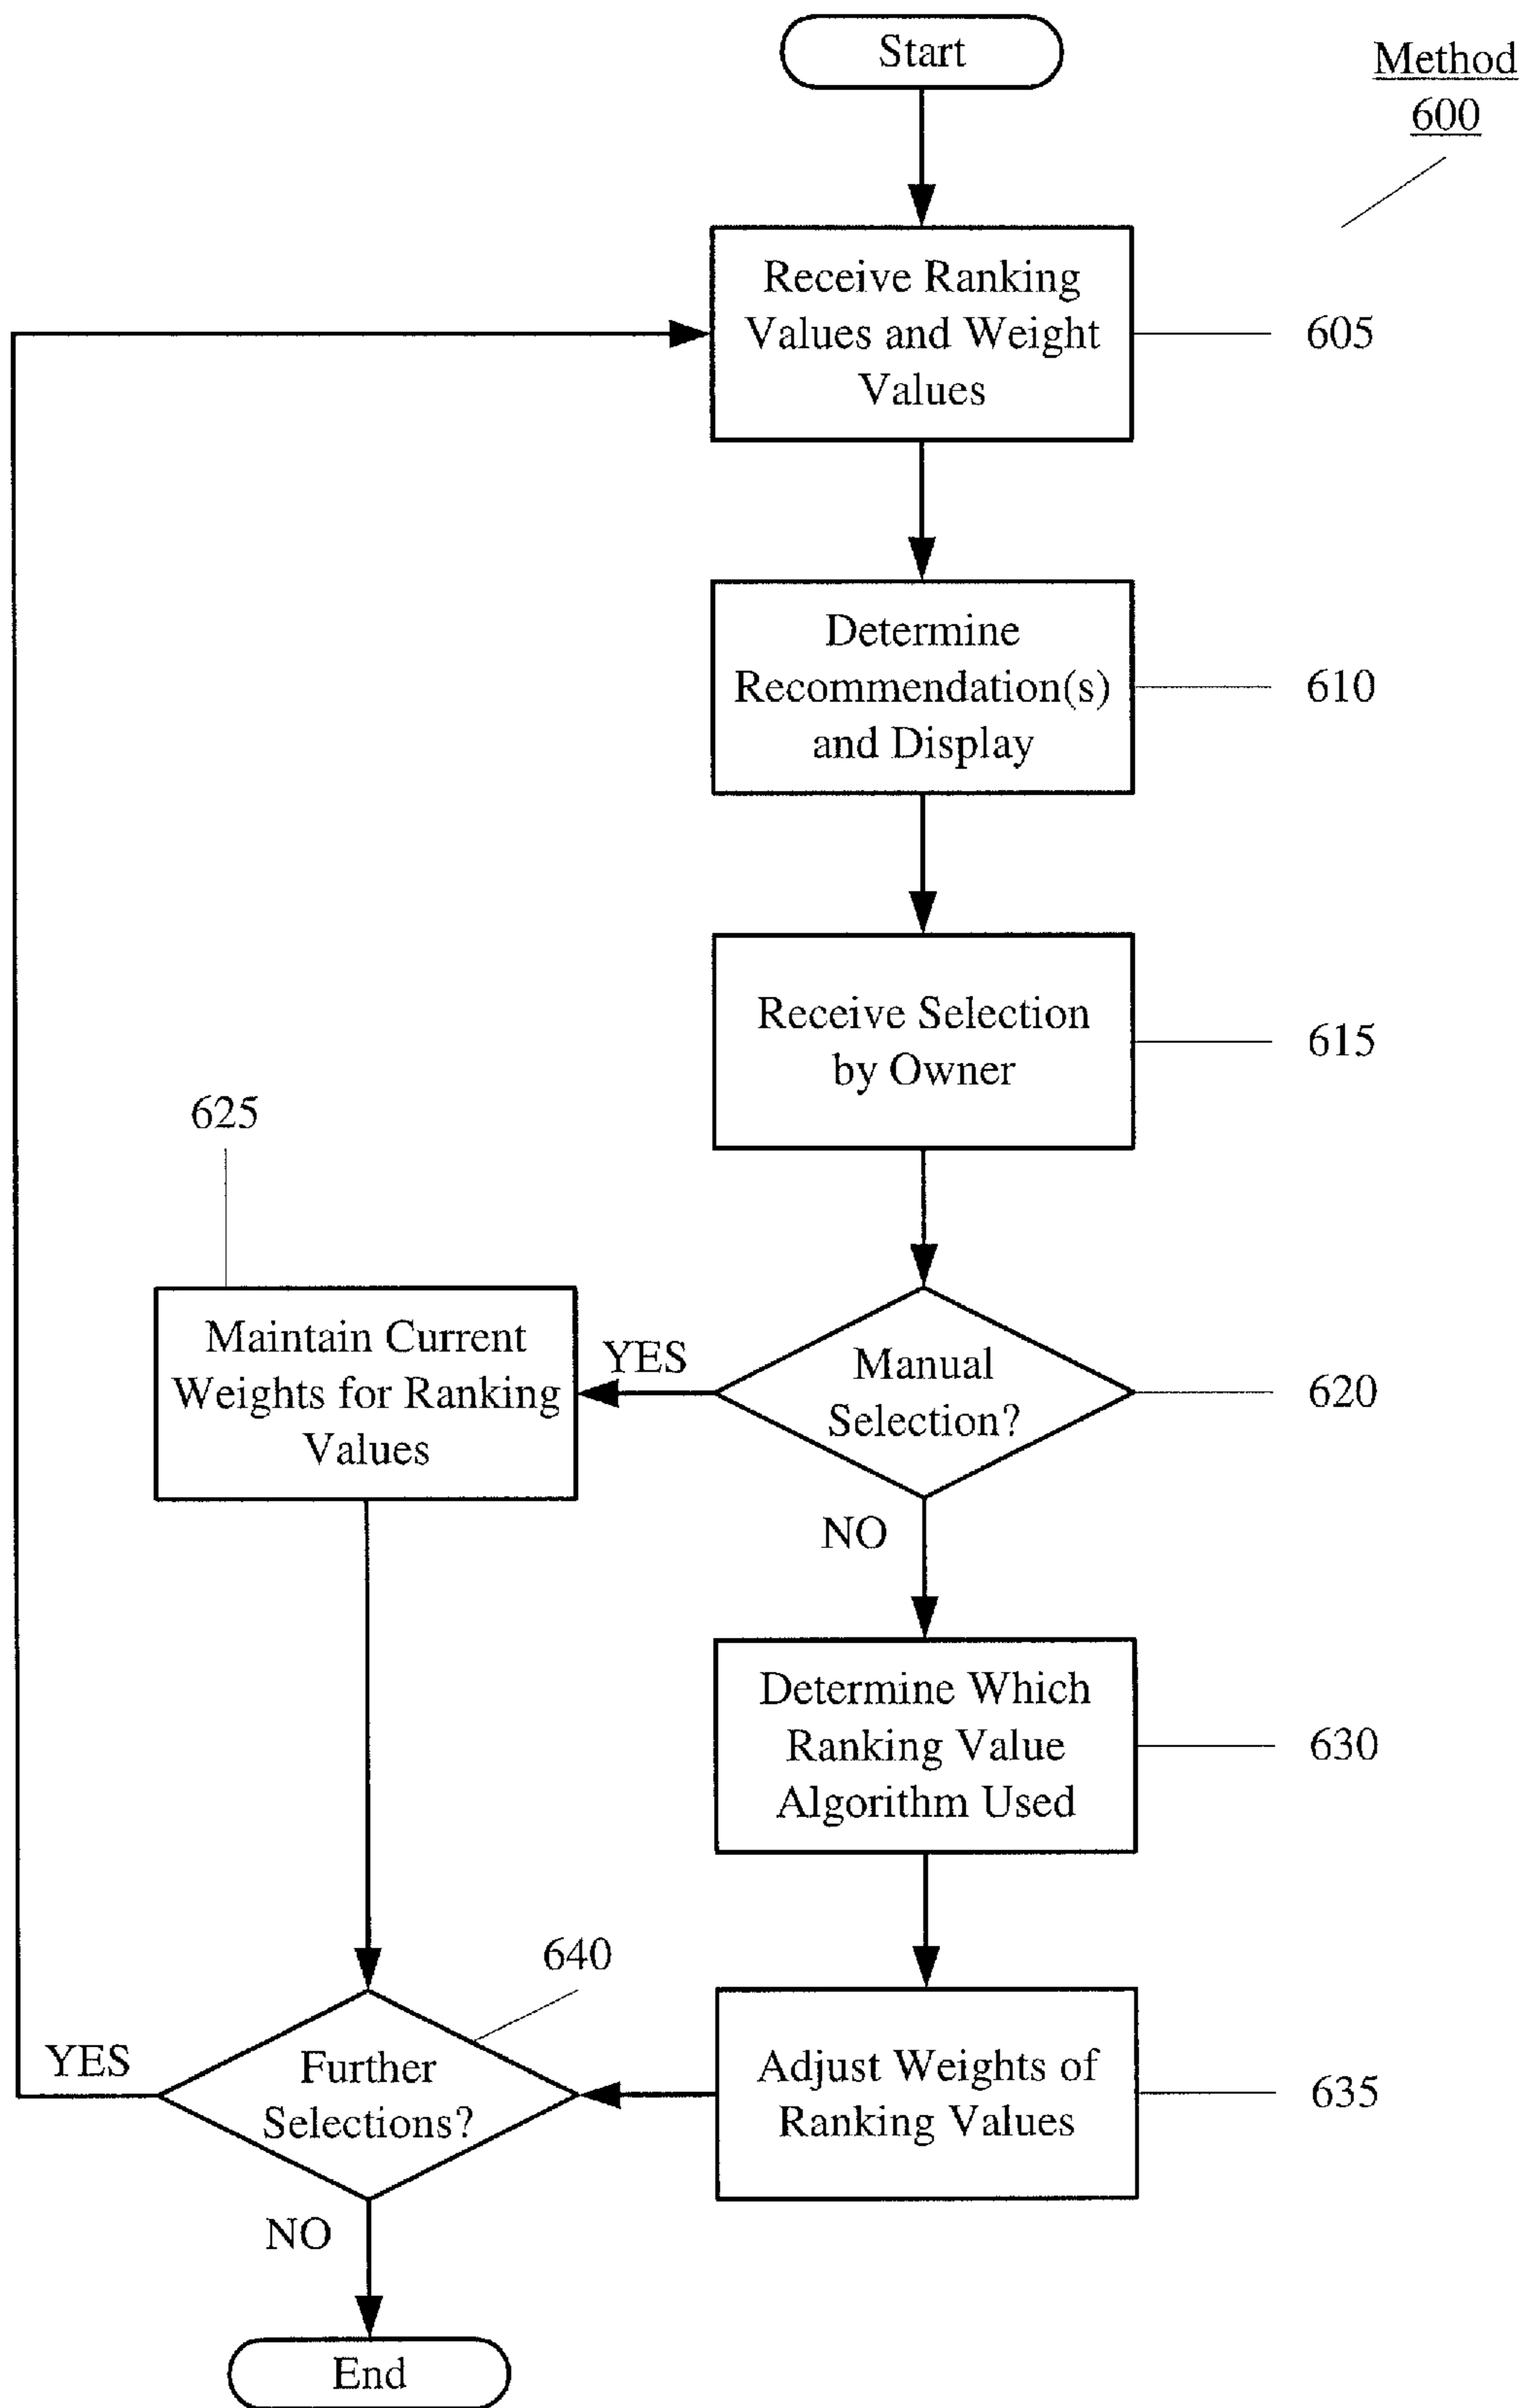 Start
Method
600
Receive Ranking
Values and Weight
Values
605
Determine
Recommendation(s)
and Display
610
Receive Selection
by Owner
615
625
Maintain Current
Weights for Ranking
Values
YES
Manual
Selection?
620
NO
Determine Which
Ranking Value
Algorithm Used
630
640
YES
Further
Selections?
Adjust Weights of
Ranking Values
635
NO
End